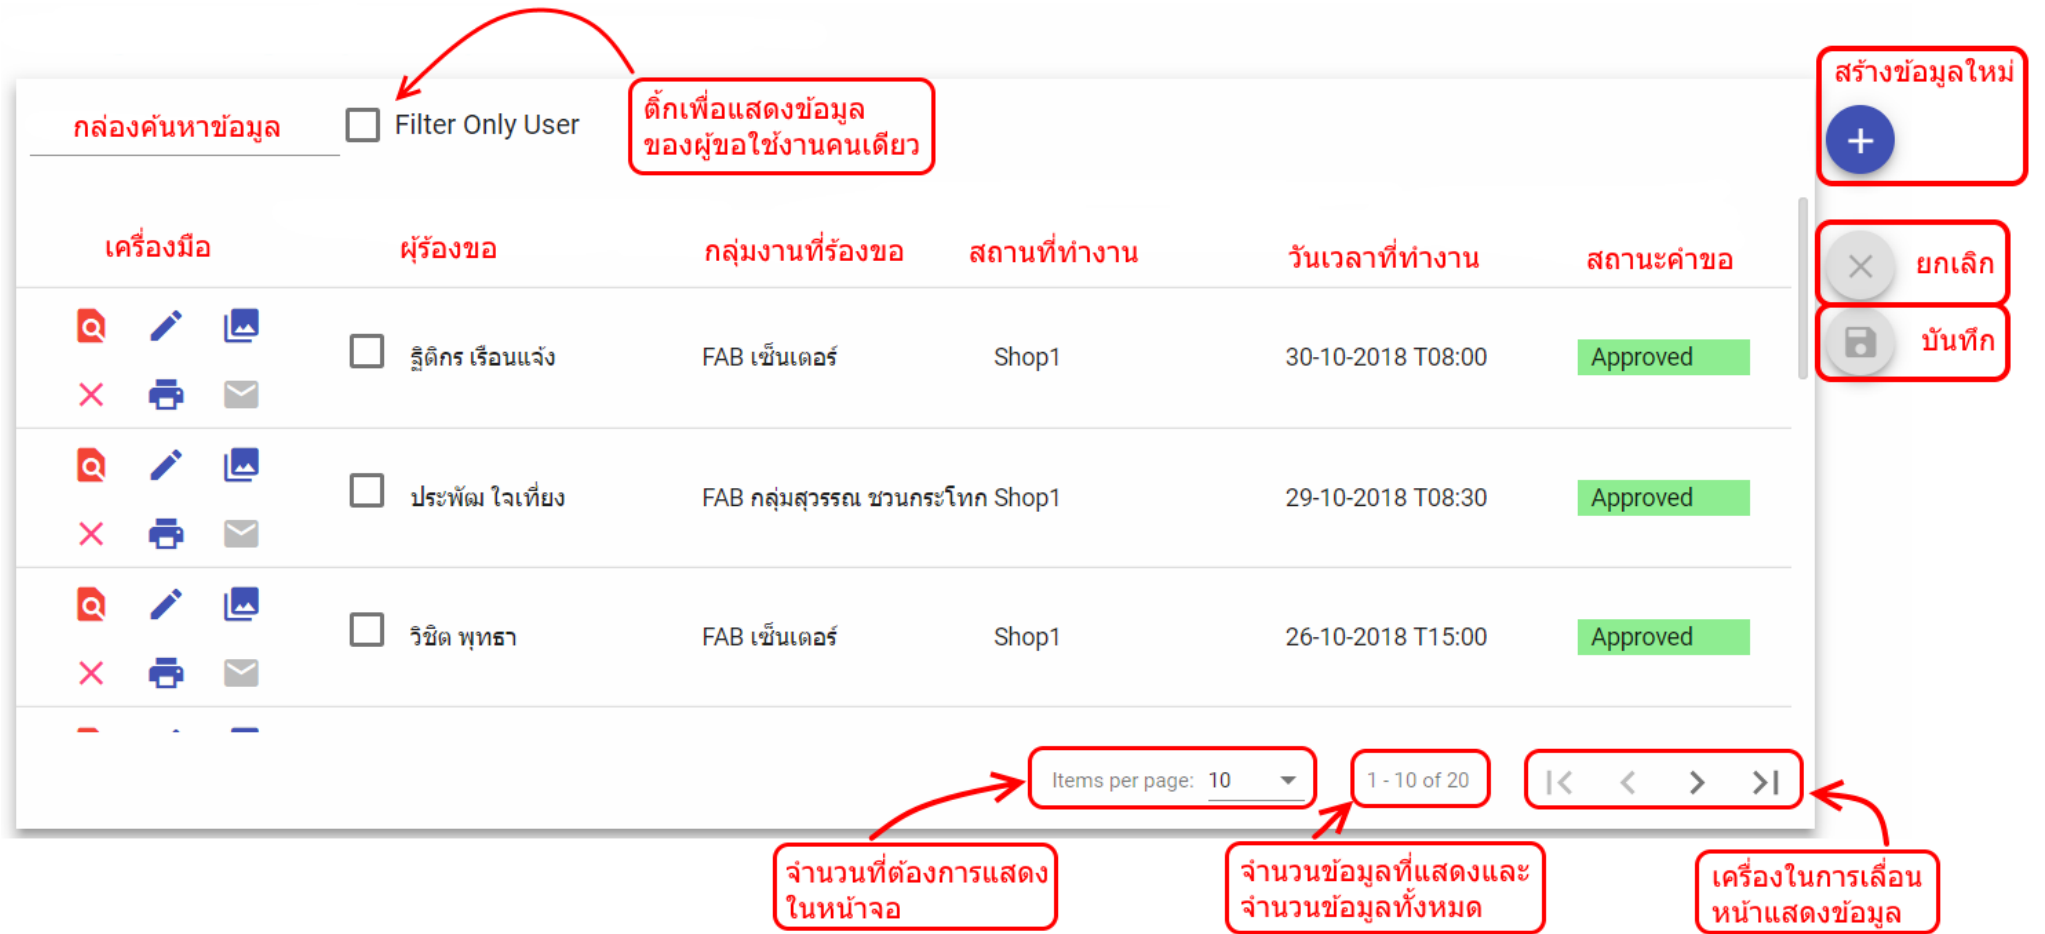 สร้างข้อมูลใหม่
กล่องค้นหาข้อมูล
Filter Only User
ติ้กเพื่อแสดงข้อมูล
ของผู้ขอใช้งานคนเดียว
เครื่องมือ
ผุ้ร้องขอ
กลุ่มงานที่ร้องขอ
สถานที่ทำงาน
วันเวลาที่ทำงาน
สถานะคำขอ
ยกเลิก
บันทึก
ฐิติกร เรือนแจ้ง
FAB เซ็นเตอร์
Shop1
30-10-2018 T08:00
Approved
ประพัฒ ใจเที่ยง
FAB กลุ่มสุวรรณ ชวนกระโทก
Shop1
29-10-2018 T08:30
Approved
วิชิต พุทธา
FAB เซ็นเตอร์
Shop1
26-10-2018 T15:00
Approved
Items per page: 10
1 - 10 of 20
จำนวนที่ต้องการแสดง
ในหน้าจอ
จำนวนข้อมูลที่แสดงและ
จำนวนข้อมูลทั้งหมด
เครื่องในการเลื่อน
หน้าแสดงข้อมูล